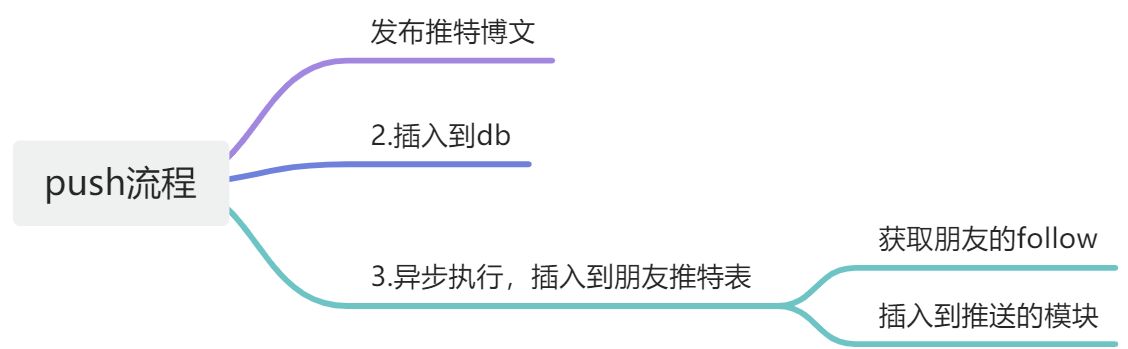 push流程
发布推特博文
2.插入到db
3.异步执行，插入到朋友推特表
获取朋友的follow
插入到推送的模块